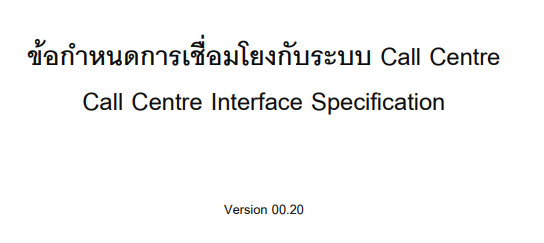 ข้อกำหนดการเชื่อมโยงกับระบบ Call Centre
Call Centre Interface Specification
Version 00.20